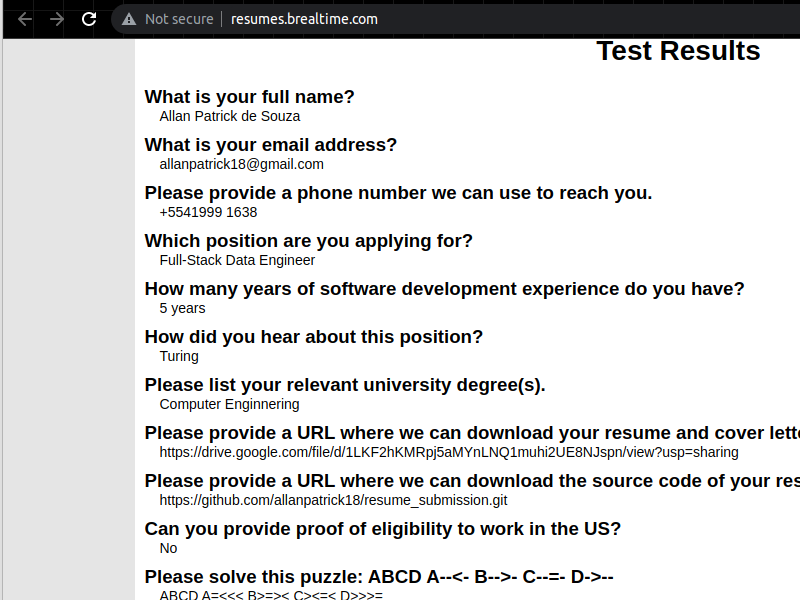 Not secure | resumes.brealtime.com
Test Results
What is your full name?
Allan Patrick de Souza
What is your email address?
allanpatrick18@gmail.com
Please provide a phone number we can use to reach you.
+5541999 1638
Which position are you applying for?
Full-Stack Data Engineer
How many years of software development experience do you have?
5 years
How did you hear about this position?
Turing
Please list your relevant university degree(s).
Computer Enginnering
Please provide a URL where we can download your resume and cover lette
https://drive.google.com/file/d/1LKF2hKMRpj5aMYnLNQ1muhi2UE8NJspn/view?usp=sharing
Please provide a URL where we can download the source code of your res
https://github.com/allanpatrick18/resume_submission.git
Can you provide proof of eligibility to work in the US?
No
Please solve this puzzle: ABCD A--<- B-->- C--=- D->--
ABCD A=<<< B>=>< C><=< D>>>=